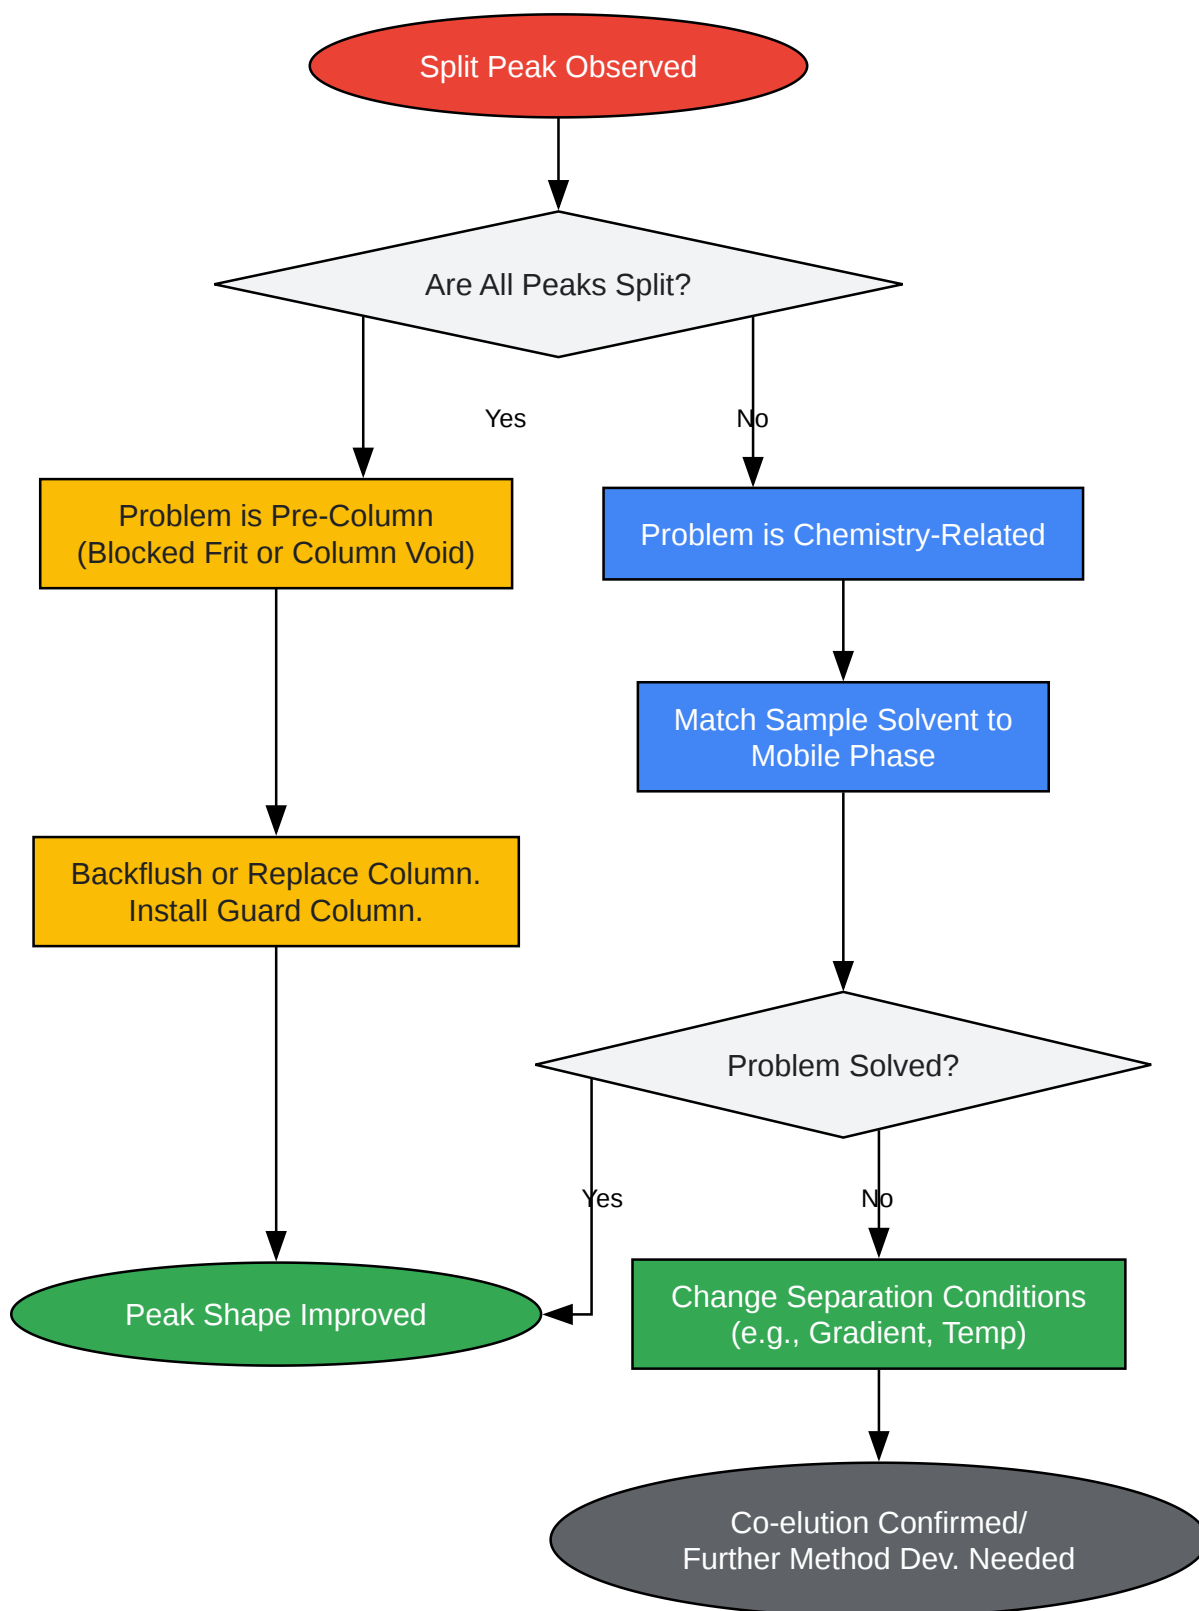 Split Peak Observed
Are All Peaks Split?
Yes
No
Problem is Pre-Column
(Blocked Frit or Column Void)
Problem is Chemistry-Related
Match Sample Solvent to
Mobile Phase
Backflush or Replace Column.
Install Guard Column.
Problem Solved?
Yes
No
Peak Shape Improved
Change Separation Conditions
(e.g., Gradient, Temp)
Co-elution Confirmed/
Further Method Dev. Needed